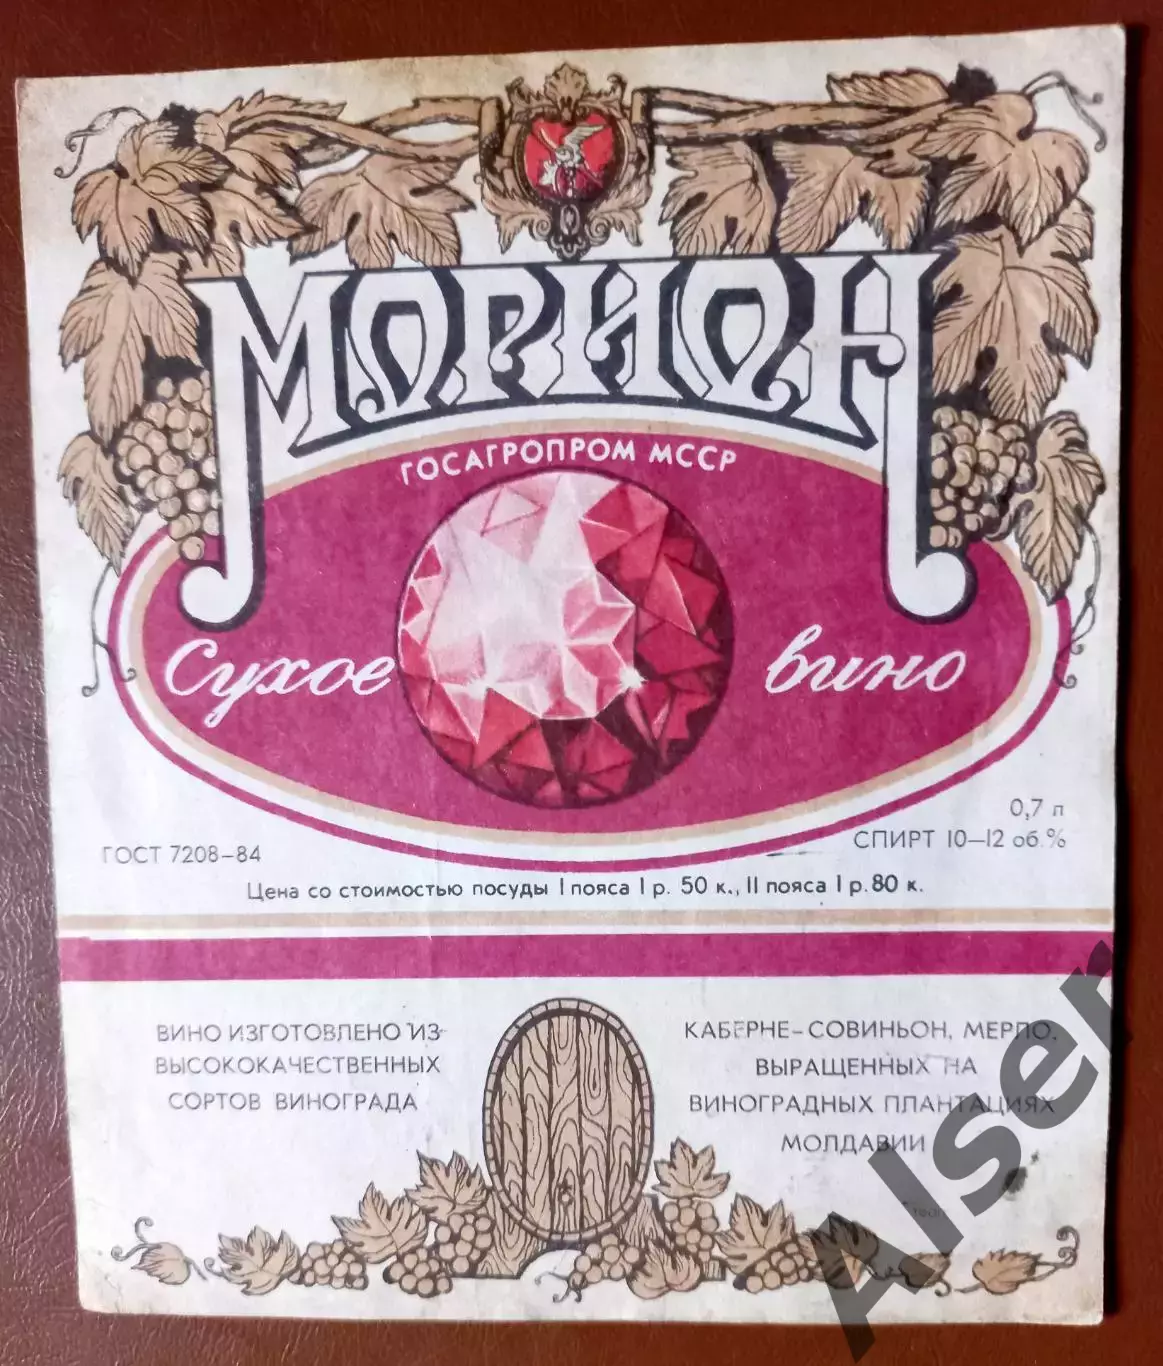 МОРИОН
ГОСАГРОПРОМ МССР
Сухое вино
0,7 л
ГОСТ 7208-84
СПИРТ 10-12 об.%
Цена со стоимостью посуды I пояса 1 р. 50 к., II пояса 1 р. 80 к.
ВИНО ИЗГОТОВЛЕНО ИЗ
ВЫСОКОКАЧЕСТВЕННЫХ
СОРТОВ ВИНОГРАДА
КАБЕРНЕ-СОВИНЬОН, МЕРЛО,
ВЫРАЩЕННЫХ НА
ВИНОГРАДНЫХ ПЛАНТАЦИЯХ
МОЛДАВИИ
Alser